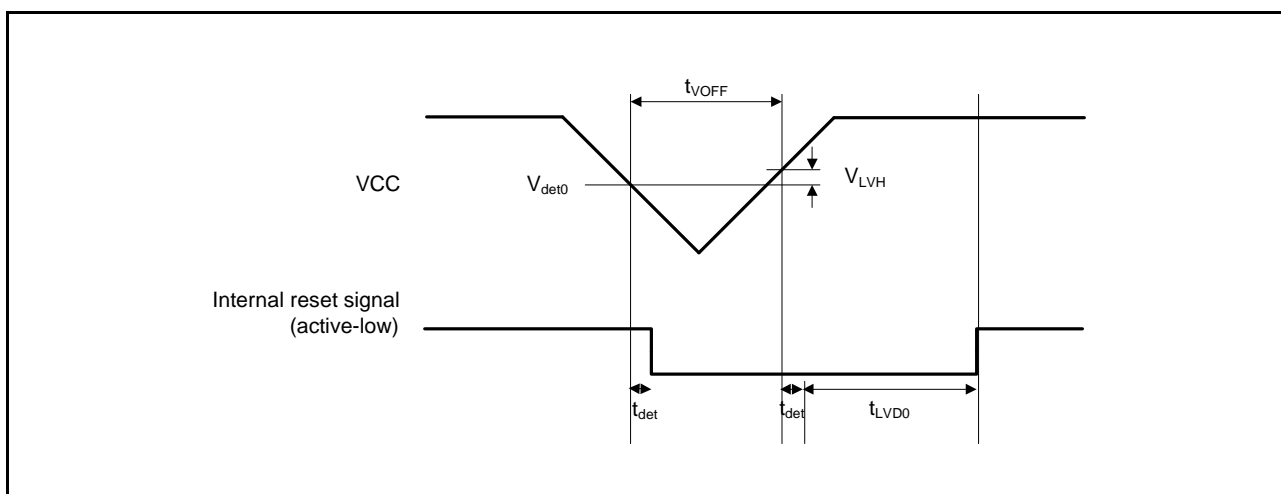 tVOFF
VCC
Vdet0
VLVH
Internal reset signal
(active-low)
tdet
tdet
tLVD0